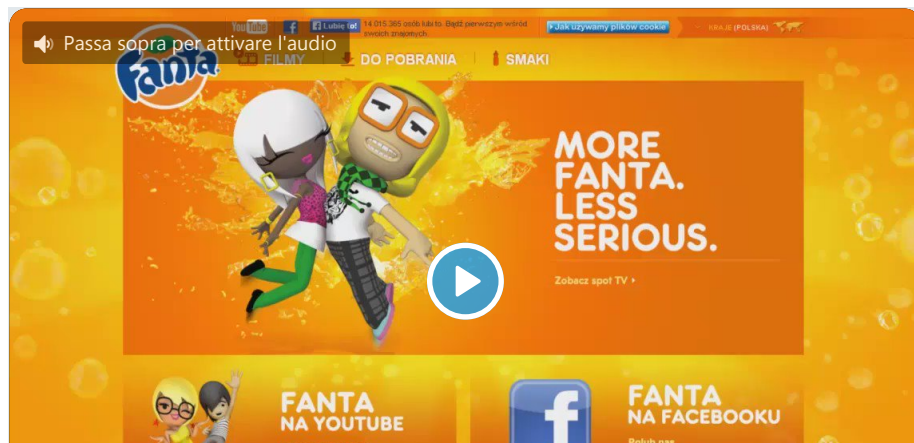 You Tube
Lubię to!
14 015 365 osób lubi to. Bądź pierwszym wśród
swoich znajomych.
Jak używamy plików cookie
KRAJE (POLSKA)
Passa sopra per attivare l'audio
Fanta
FILMY
DO POBRANIA
SMAKI
MORE
FANTA.
LESS
SERIOUS.
Zobacz spot TV
FANTA
NA YOUTUBE
FANTA
NA FACEBOOKU
Polub nas